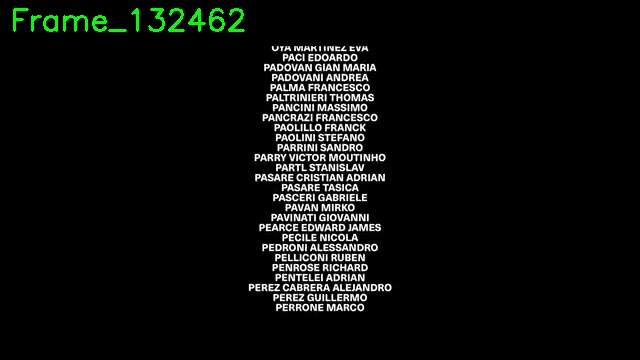 Frame_132462
OYA MARTINEZ EVA
PACI EDOARDO
PADOVAN GIAN MARIA
PADOVANI ANDREA
PALMA FRANCESCO
PALTRINIERI THOMAS
PANCINI MASSIMO
PANCRAZI FRANCESCO
PAOLILLO FRANCK
PAOLINI STEFANO
PARRINI SANDRO
PARRY VICTOR MOUTINHO
PARTL STANISLAV
PASARE CRISTIAN ADRIAN
PASARE TASICA
PASCERI GABRIELE
PAVAN MIRKO
PAVINATI GIOVANNI
PEARCE EDWARD JAMES
PECILE NICOLA
PEDRONI ALESSANDRO
PELLICONI RUBEN
PENROSE RICHARD
PENTELEI ADRIAN
PEREZ CABRERA ALEJANDRO
PEREZ GUILLERMO
PERRONE MARCO